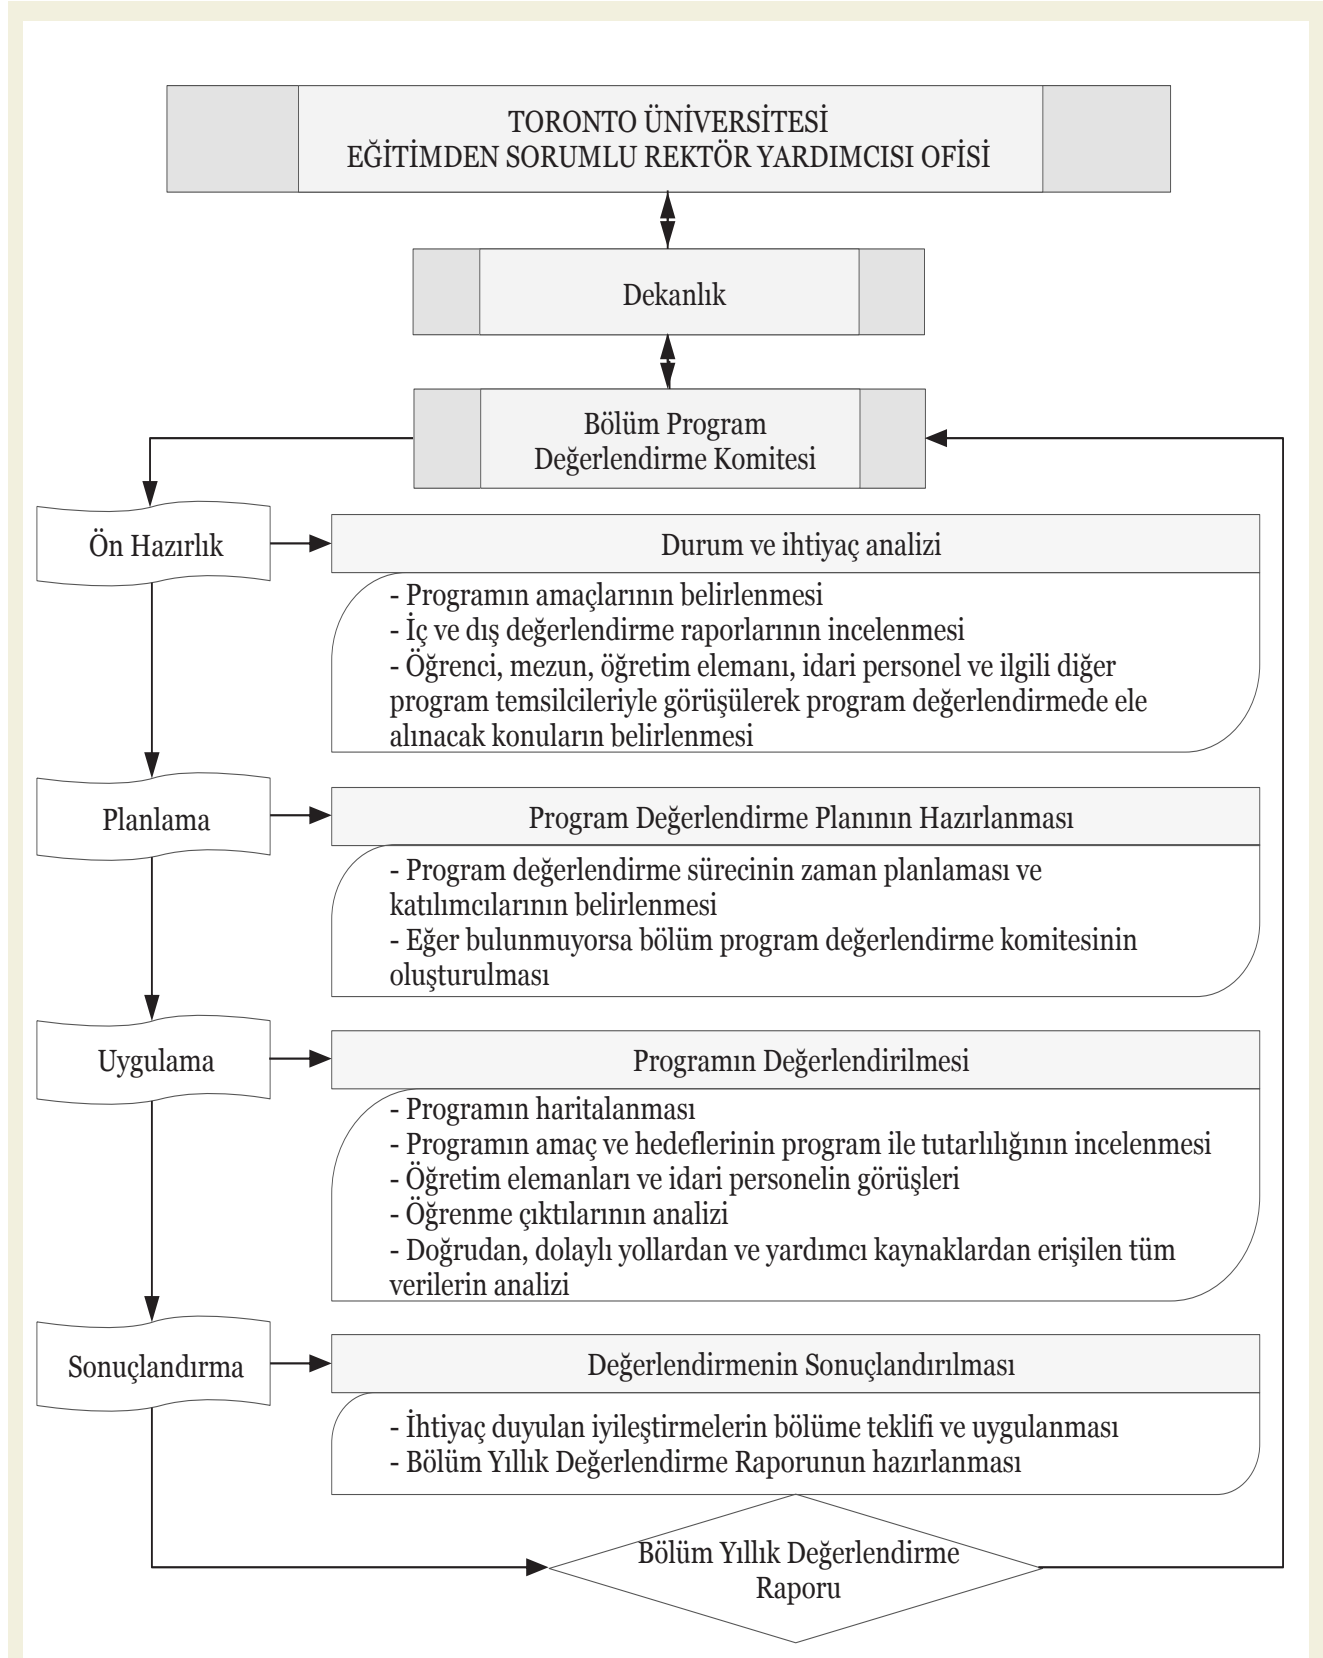 TORONTO ÜNİVERSİTESİ
EĞİTİMDEN SORUMLU REKTÖR YARDIMCISI OFİSİ
Dekanlık
Bölüm Program
Değerlendirme Komitesi
Ön Hazırlık
Durum ve ihtiyaç analizi
- Programın amaçlarının belirlenmesi
- İç ve dış değerlendirme raporlarının incelenmesi
- Öğrenci, mezun, öğretim elemanı, idari personel ve ilgili diğer
program temsilcileriyle görüşülerek program değerlendirmede ele
alınacak konuların belirlenmesi
Planlama
Program Değerlendirme Planının Hazırlanması
- Program değerlendirme sürecinin zaman planlaması ve
katılımcılarının belirlenmesi
- Eğer bulunmuyorsa bölüm program değerlendirme komitesinin
oluşturulması
Uygulama
Programın Değerlendirilmesi
- Programın haritalanması
- Programın amaç ve hedeflerinin program ile tutarlılığının incelenmesi
- Öğretim elemanları ve idari personelin görüşleri
- Öğrenme çıktılarının analizi
- Doğrudan, dolaylı yollardan ve yardımcı kaynaklardan erişilen tüm
verilerin analizi
Sonuçlandırma
Değerlendirmenin Sonuçlandırılması
- İhtiyaç duyulan iyileştirmelerin bölüme teklifi ve uygulanması
- Bölüm Yıllık Değerlendirme Raporunun hazırlanması
Bölüm Yıllık Değerlendirme
Raporu